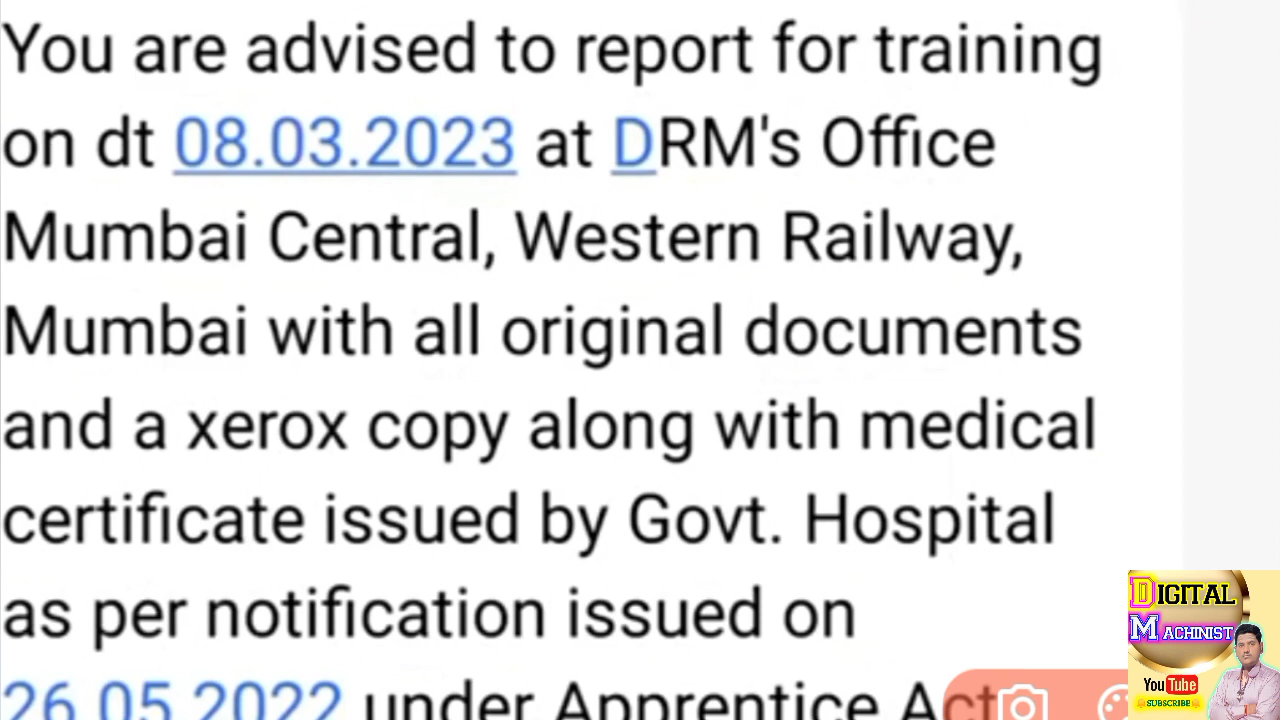 You are advised to report for training
on dt 08.03.2023 at DRM's Office
Mumbai Central, Western Railway,
Mumbai with all original documents
and a xerox copy along with medical
certificate issued by Govt. Hospital
as per notification issued on
26.05.2022 under Apprentice Act
DIGITAL
MACHINIST
YouTube
SUBSCRIBE